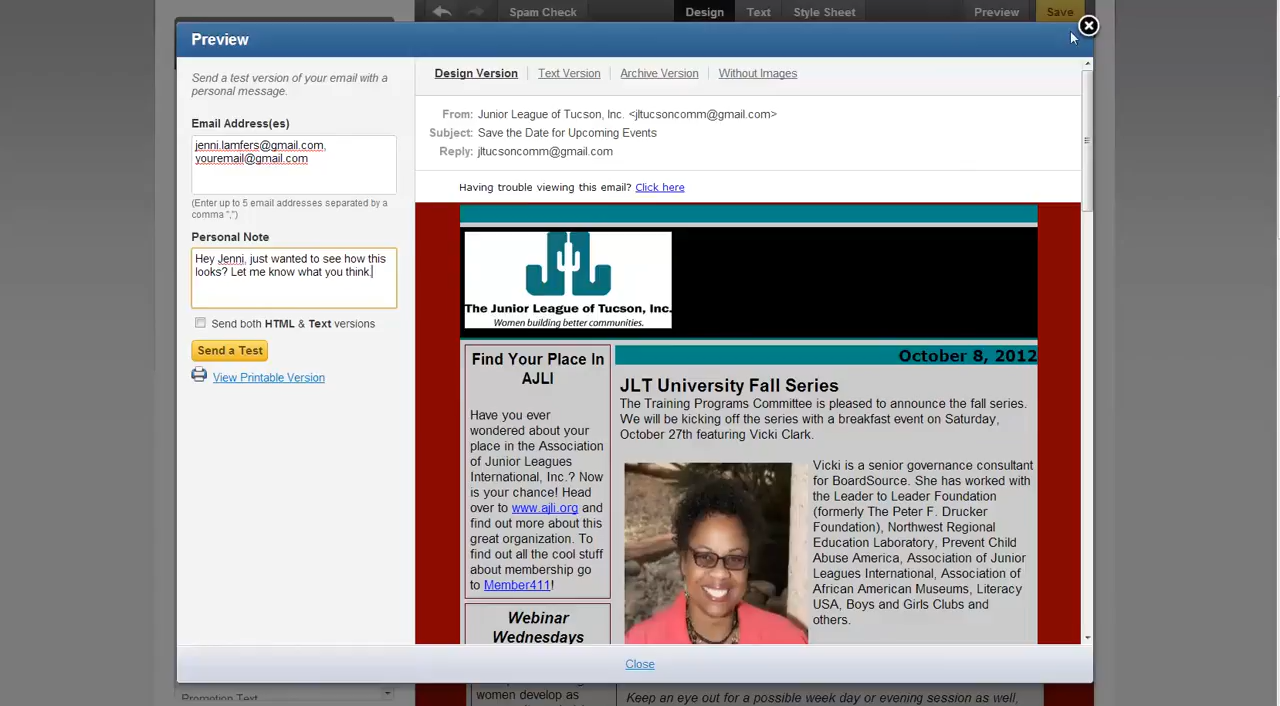 Spam Check
Design
Text
Style Sheet
Preview
Save
Preview
Send a test version of your email with a
personal message.
Email Address(es)
jenni.lamfers@gmail.com,
youremail@gmail.com
(Enter up to 5 email addresses separated by a
comma ",")
Personal Note
Hey Jenni, just wanted to see how this
looks? Let me know what you think.
Send both HTML & Text versions
Send a Test
View Printable Version
Design Version
Text Version
Archive Version
Without Images
From: Junior League of Tucson, Inc. <jltucsoncomm@gmail.com>
Subject: Save the Date for Upcoming Events
Reply: jltucsoncomm@gmail.com
Having trouble viewing this email? Click here
JL
The Junior League of Tucson, Inc.
Women building better communities.
Find Your Place In
AJLI
Have you ever
wondered about your
place in the Association
of Junior Leagues
International, Inc.? Now
is your chance! Head
over to www.ajli.org and
find out more about this
great organization. To
find out all the cool stuff
about membership go
to Member411!
Webinar
Wednesdays
October 8, 2012
JLT University Fall Series
The Training Programs Committee is pleased to announce the fall series.
We will be kicking off the series with a breakfast event on Saturday,
October 27th featuring Vicki Clark.
Vicki is a senior governance consultant
for BoardSource. She has worked with
the Leader to Leader Foundation
(formerly The Peter F. Drucker
Foundation), Northwest Regional
Education Laboratory, Prevent Child
Abuse America, Association of Junior
Leagues International, Association of
African American Museums, Literacy
USA, Boys and Girls Clubs and
others.
Close
Promotion Text
women develop as
Keep an eye out for a possible week day or evening session as well,